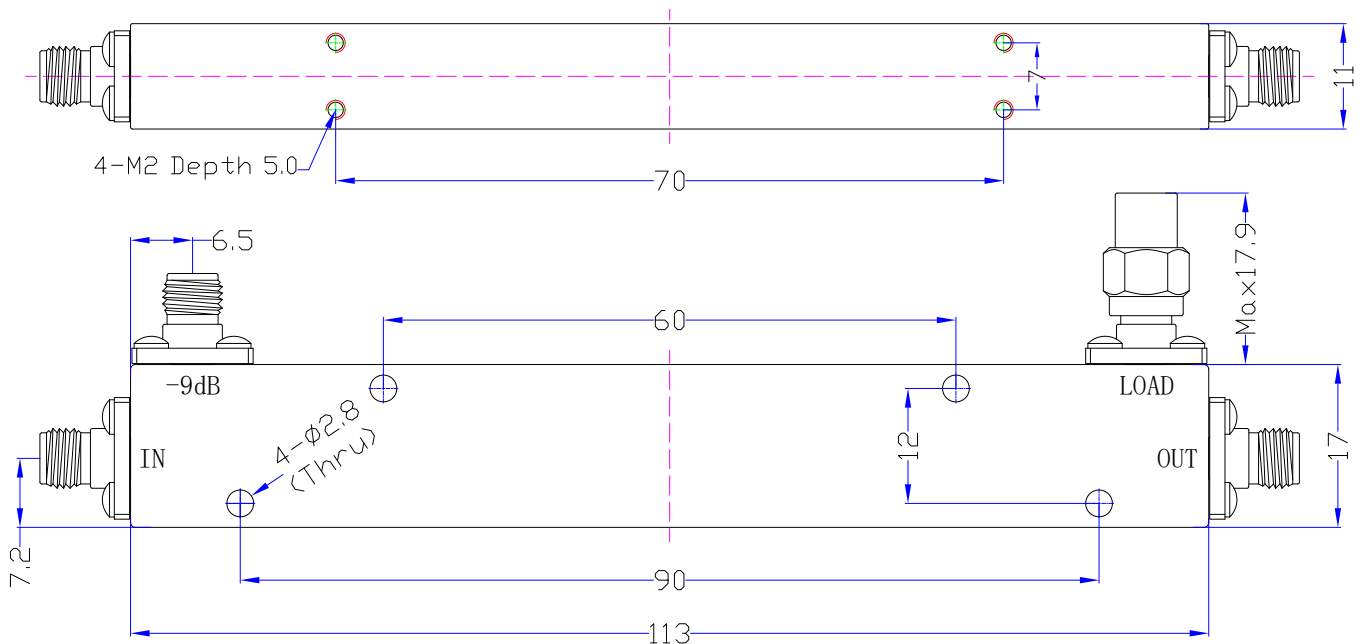 7
11
4-M2 Depth 5.0
70
6.5
Max17.9
60
-9dB
LOAD
4-Ø2.8
(Thru)
12
IN
OUT
17
7.2
90
113